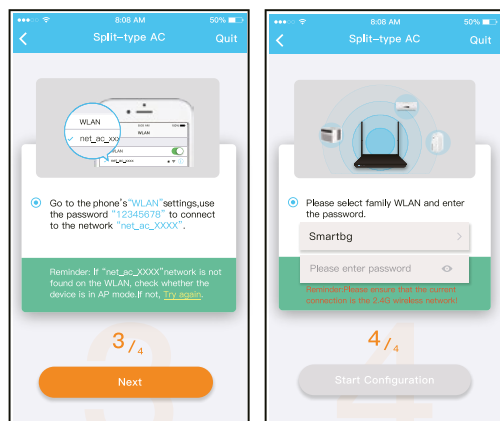 8:08 AM
50%
Split-type AC
Quit
WLAN
net_ac_xxx
WLAN
WLAN
net_ac_xxx
Go to the phone's"WLAN"settings,use
the password "12345678" to connect
to the network "net_ac_XXXX".
Reminder: If "net_ac_XXXX"network is not
found on the WLAN, check whether the
device is in AP mode.If not, Try again.
3/4
Next
8:08 AM
50%
Split-type AC
Quit
Please select family WLAN and enter
the password.
Smartbg
Please enter password
Reminder:Please ensure that the current
connection is the 2.4G wireless network!
4/4
Start Configuration